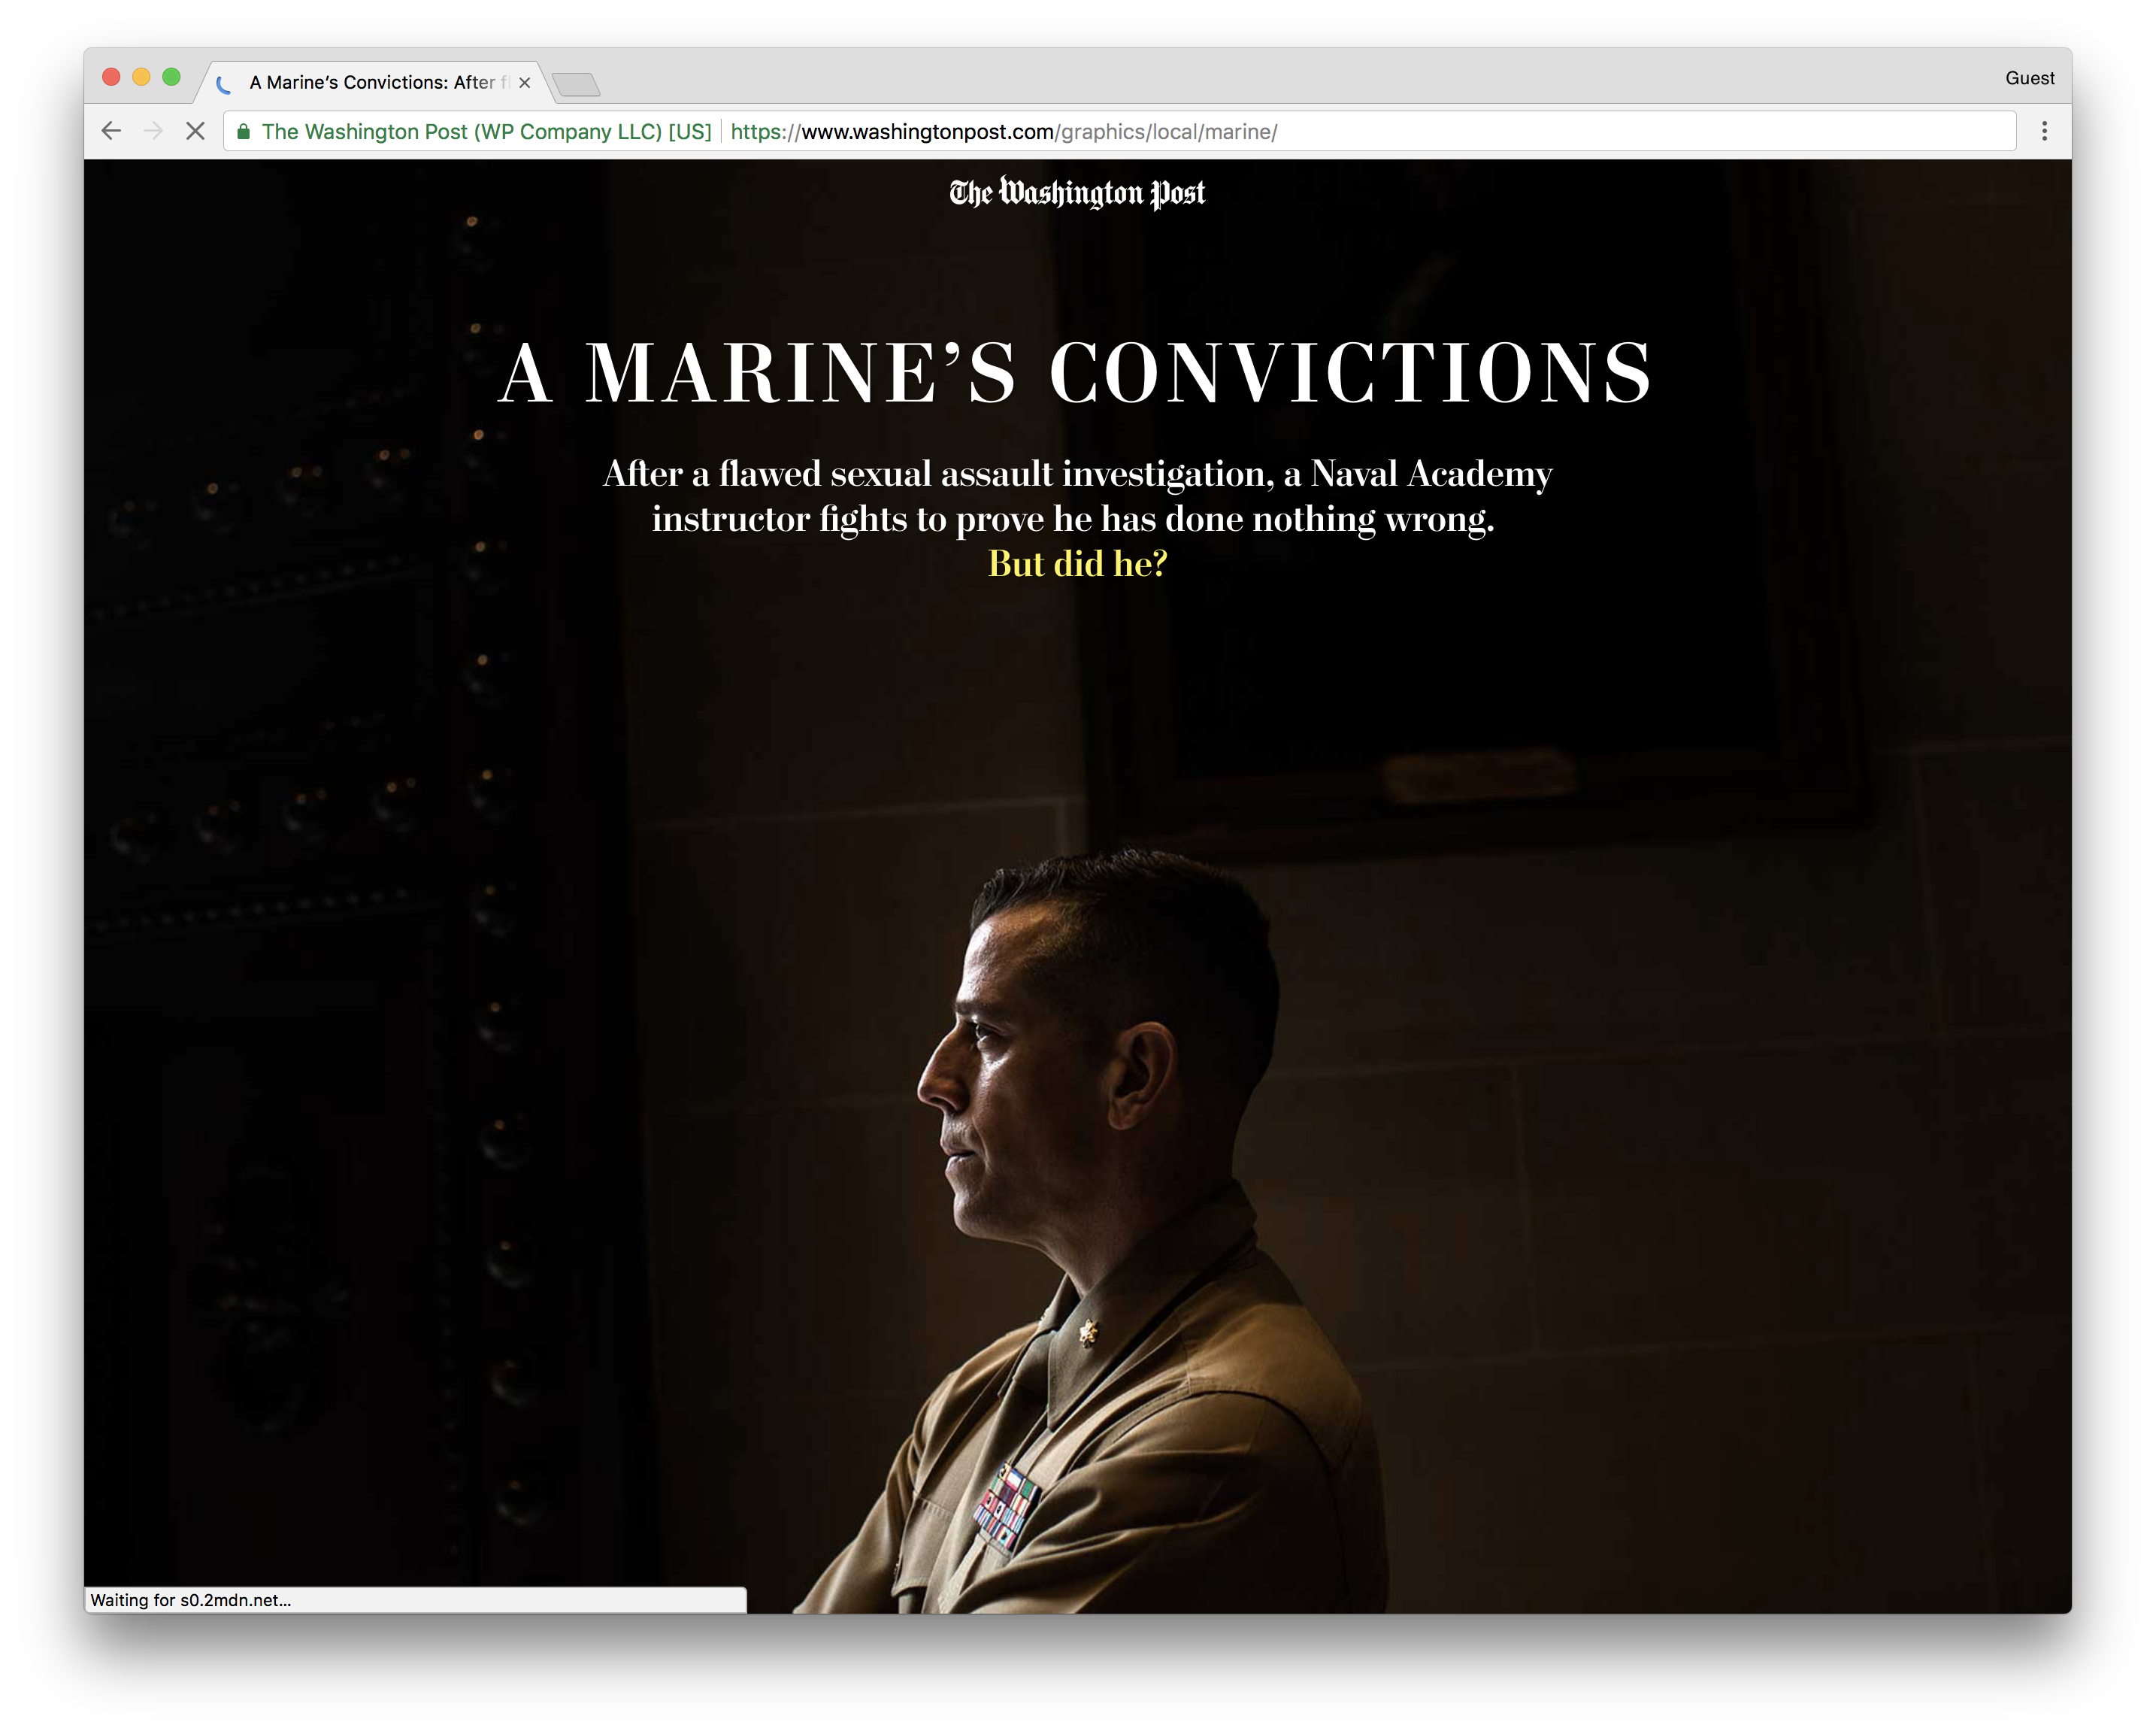 A Marine’s Convictions: After f
Guest
The Washington Post (WP Company LLC) [US] https://www.washingtonpost.com/graphics/local/marine/
The Washington Post
A MARINE’S CONVICTIONS
After a flawed sexual assault investigation, a Naval Academy
instructor fights to prove he has done nothing wrong.
But did he?
Waiting for s0.2mdn.net...